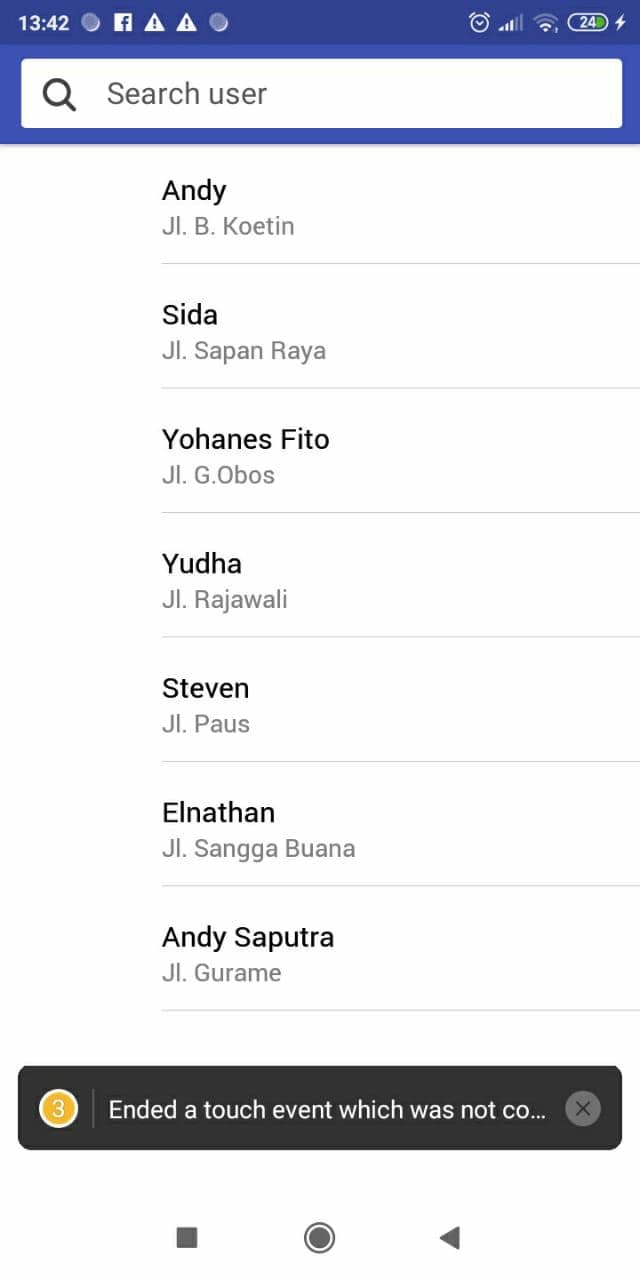 13:42
24
Search user
Andy
Jl. B. Koetin
Sida
Jl. Sapan Raya
Yohanes Fito
Jl. G.Obos
Yudha
Jl. Rajawali
Steven
Jl. Paus
Elnathan
Jl. Sangga Buana
Andy Saputra
Jl. Gurame
3
Ended a touch event which was not co...